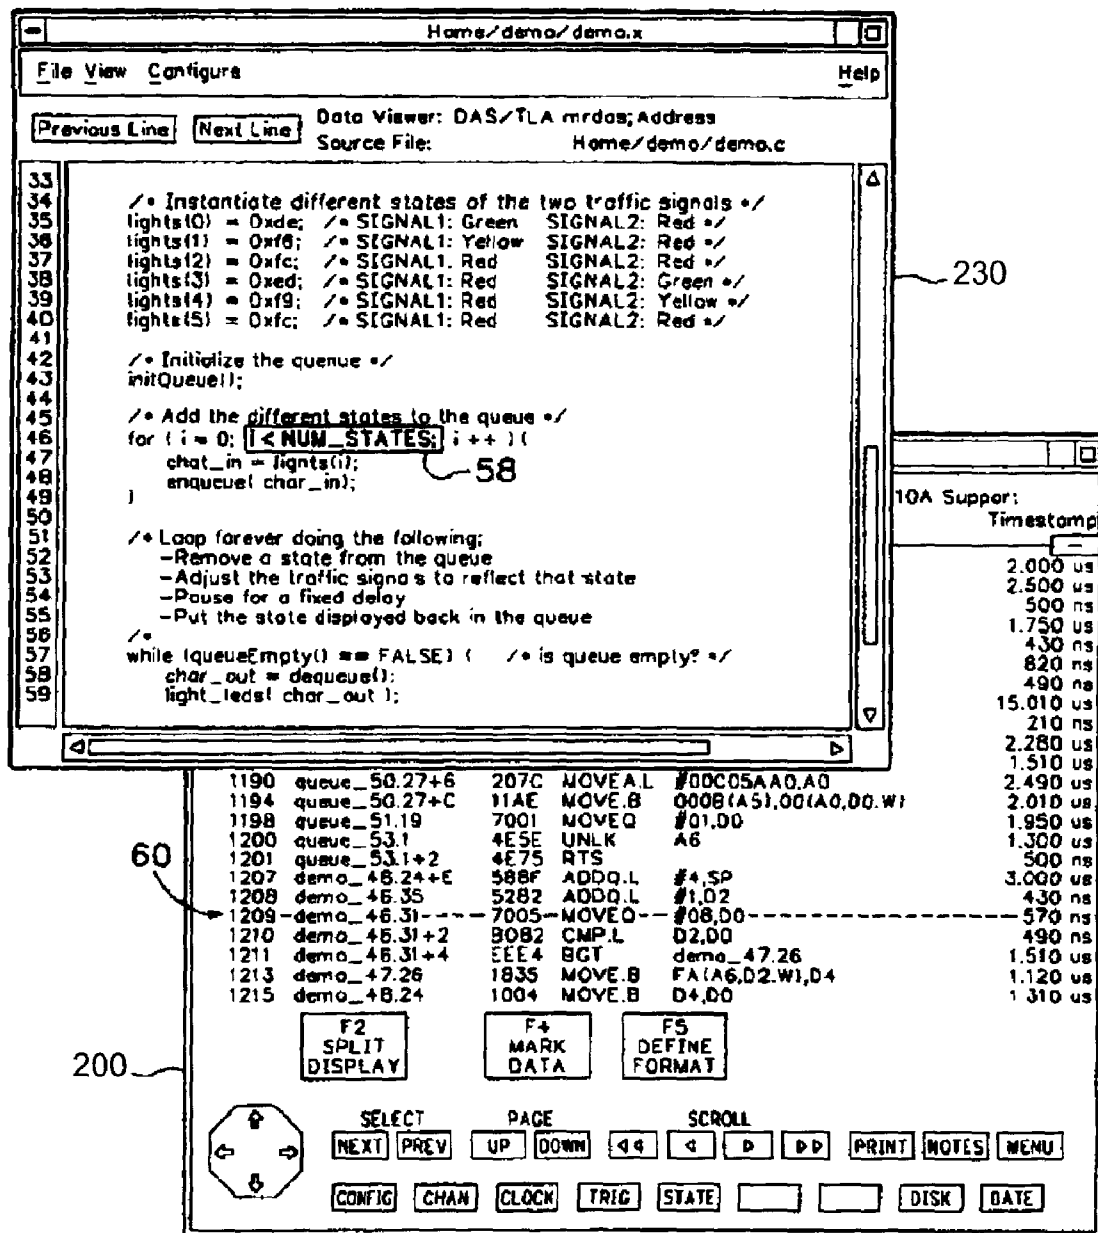 Home/demo/demo.x
File View Configure Help
Previous Line Next Line Data Viewer: DAS/TLA mrdas; Address
Source File: Home/demo/demo.c
33
34 /* Instantiate different states of the two traffic signals */
35 lights(0) = 0xde; /* SIGNAL1: Green SIGNAL2: Red */
36 lights(1) = 0xf6; /* SIGNAL1: Yellow SIGNAL2: Red */
37 lights(2) = 0xfc; /* SIGNAL1. Red SIGNAL2: Red */
38 lights(3) = 0xed; /* SIGNAL1: Red SIGNAL2: Green */
39 lights(4) = 0xf9; /* SIGNAL1: Red SIGNAL2: Yellow */
40 lights(5) = 0xfc; /* SIGNAL1: Red SIGNAL2: Red */
41
42 /* Initialize the quenue */
43 initQueue();
44
45 /* Add the different states to the queue */
46 for ( i = 0; i < NUM_STATES; i ++ ) {
47 chat_in = lignts(i);
48 enqueue( char_in);
49 }
50
51 /* Loop forever doing the following;
52 -Remove a state from the queue
53 -Adjust the traffic signals to reflect that state
54 -Pause for a fixed delay
55 -Put the state displayed back in the queue
56 /*
57 while (queueEmpty() == FALSE) { /* is queue empty? */
58 char_out = dequeue();
59 light_leds( char_out );
58
230
10A Suppor:
Timestamp
2.000 us
2.500 us
500 ns
1.750 us
430 ns
820 ns
490 ns
15.010 us
210 ns
2.280 us
1.510 us
1190 queue_50.27+6 207C MOVEA.L #00C05AA0,A0 2.490 us
1194 queue_50.27+C 11AE MOVE.B 000B(A5),00(A0,D0.W) 2.010 us
1198 queue_51.19 7001 MOVEQ #01,D0 1.950 us
1200 queue_53.1 4E5E UNLK A6 1.300 us
1201 queue_53.1+2 4E75 RTS 500 ns
1207 demo_46.24+E 588F ADDQ.L #4,SP 3.000 us
1208 demo_46.35 5282 ADDQ.L #1,D2 430 ns
60
1209-demo_46.31----7005-MOVEQ--#06,D0------------570 ns
1210 demo_46.31+2 B082 CMP.L D2,D0 490 ns
1211 demo_46.31+4 EEE4 BGT demo_47.26 1.510 us
1213 demo_47.26 1835 MOVE.B FA(A6,D2.W),D4 1.120 us
1215 demo_48.24 1004 MOVE.B D4,D0 1 310 us
F2 SPLIT DISPLAY
F4 MARK DATA
F5 DEFINE FORMAT
200
SELECT PAGE SCROLL
NEXT PREV UP DOWN PRINT NOTES MENU
CONFIG CHAN CLOCK TRIG STATE DISK DATE